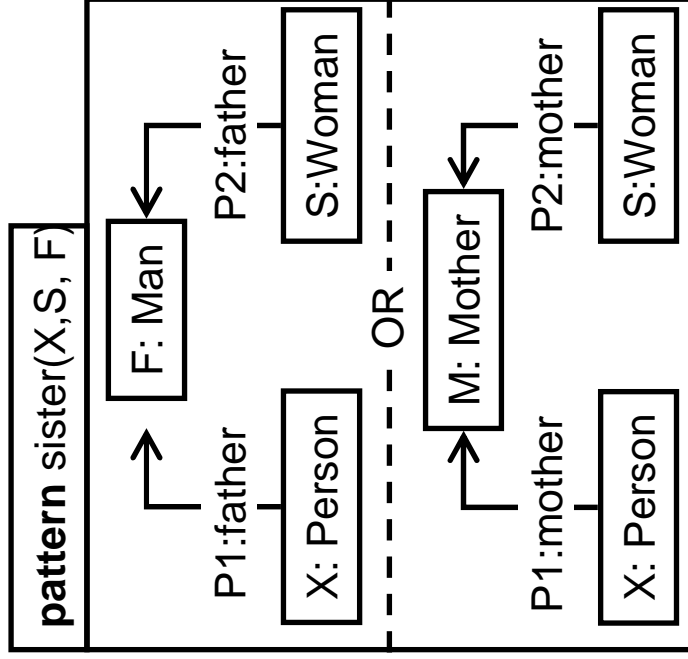 pattern sister(X,S, F)
F: Man
P1:father
P2:father
X: Person
S:Woman
OR
M: Mother
P1:mother
P2:mother
X: Person
S:Woman